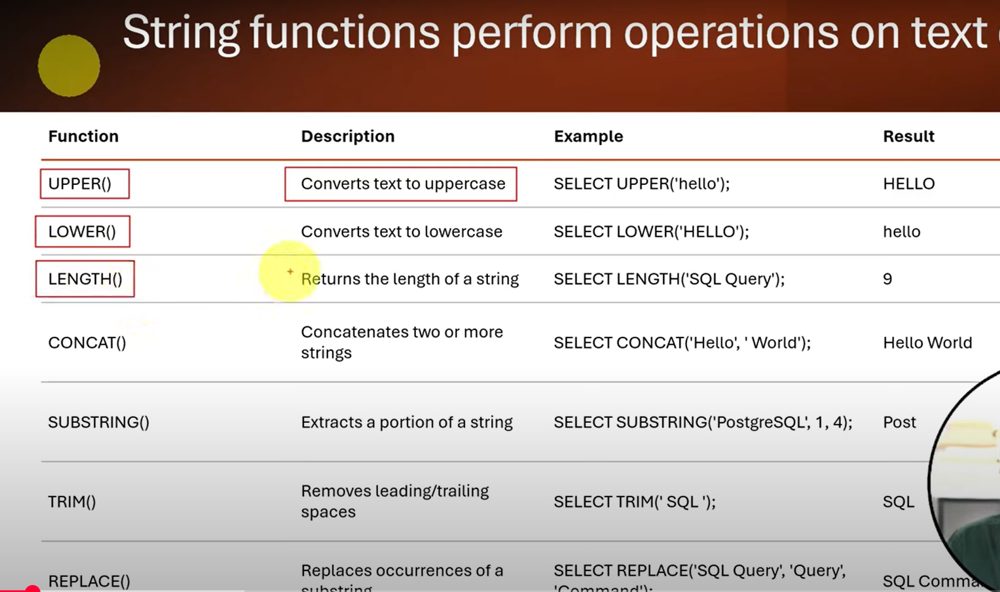 String functions perform operations on text
Function Description Example Result
UPPER() Converts text to uppercase SELECT UPPER('hello'); HELLO
LOWER() Converts text to lowercase SELECT LOWER('HELLO'); hello
LENGTH() Returns the length of a string SELECT LENGTH('SQL Query'); 9
CONCAT() Concatenates two or more
strings SELECT CONCAT('Hello', ' World'); Hello World
SUBSTRING() Extracts a portion of a string SELECT SUBSTRING('PostgreSQL', 1, 4); Post
TRIM() Removes leading/trailing
spaces SELECT TRIM(' SQL '); SQL
REPLACE() Replaces occurrences of a
substring SELECT REPLACE('SQL Query', 'Query',
'Command'); SQL Comma